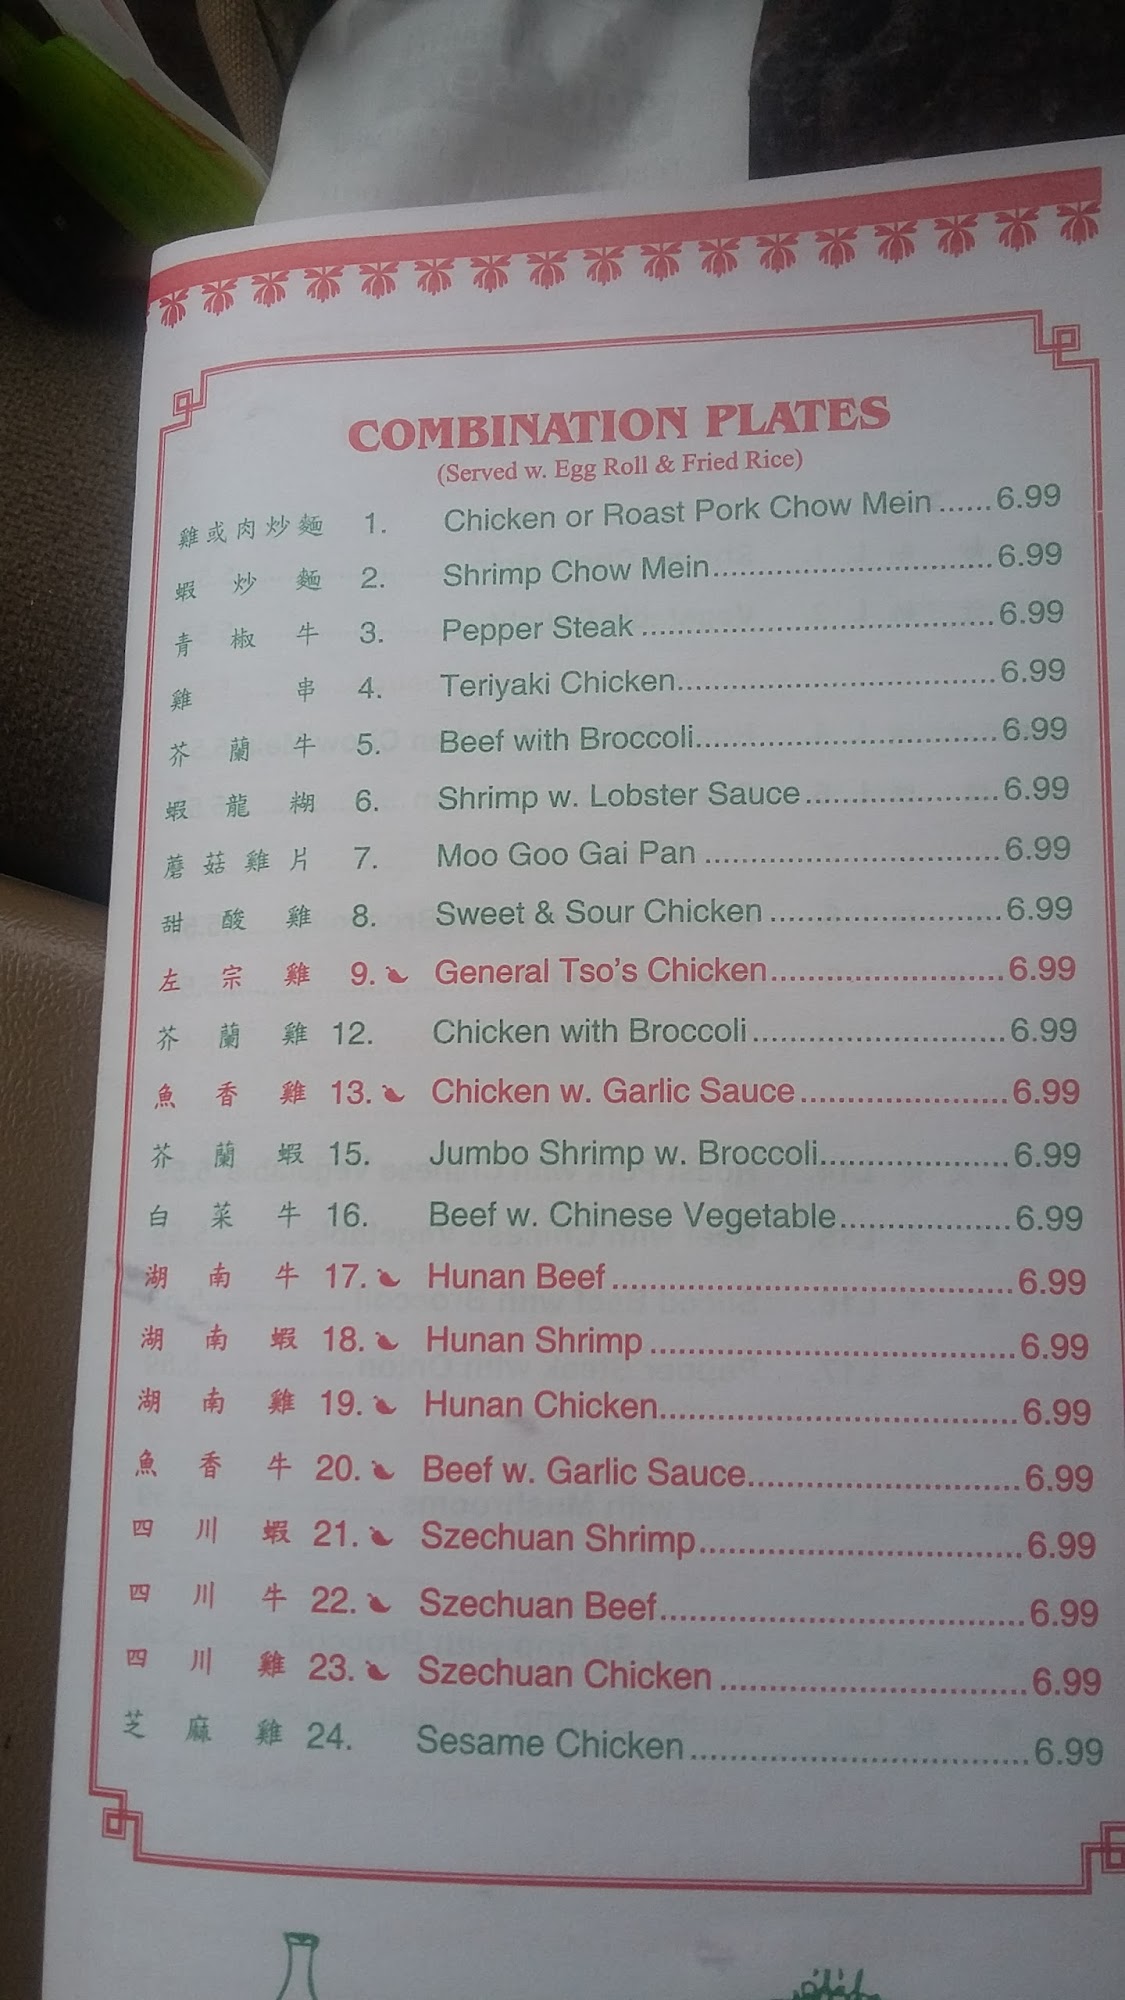 COMBINATION PLATES
(Served w. Egg Roll & Fried Rice)
雞或肉炒麵 1. Chicken or Roast Pork Chow Mein ......6.99
蝦炒麵 2. Shrimp Chow Mein...............................6.99
青椒牛 3. Pepper Steak ......................................6.99
雞串 4. Teriyaki Chicken..................................6.99
芥蘭牛 5. Beef with Broccoli................................6.99
蝦龍糊 6. Shrimp w. Lobster Sauce.....................6.99
蘑菇雞片 7. Moo Goo Gai Pan ................................6.99
甜酸雞 8. Sweet & Sour Chicken .........................6.99
左宗雞 9. General Tso's Chicken.........................6.99
芥蘭雞 12. Chicken with Broccoli...........................6.99
魚香雞 13. Chicken w. Garlic Sauce......................6.99
芥蘭蝦 15. Jumbo Shrimp w. Broccoli....................6.99
白菜牛 16. Beef w. Chinese Vegetable..................6.99
湖南牛 17. Hunan Beef ..........................................6.99
湖南蝦 18. Hunan Shrimp ......................................6.99
湖南雞 19. Hunan Chicken.....................................6.99
魚香牛 20. Beef w. Garlic Sauce............................6.99
四川蝦 21. Szechuan Shrimp.................................6.99
四川牛 22. Szechuan Beef.....................................6.99
四川雞 23. Szechuan Chicken ...............................6.99
芝麻雞 24. Sesame Chicken..................................6.99